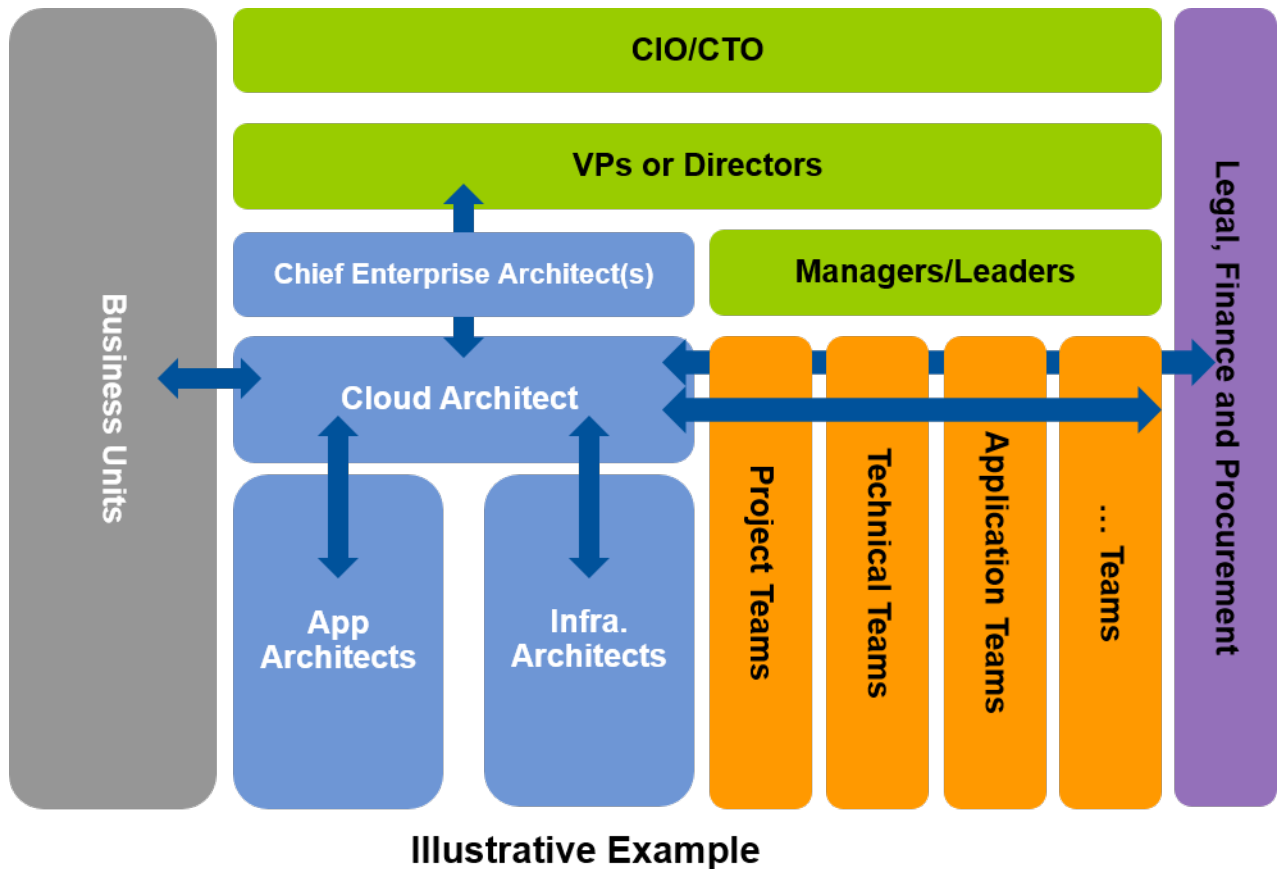 CIO/CTO
VPs or Directors
Chief Enterprise Architect(s)
Managers/Leaders
Business Units
Cloud Architect
App
Architects
Infra.
Architects
Project Teams
Technical Teams
Application Teams
... Teams
Legal, Finance and Procurement
Illustrative Example